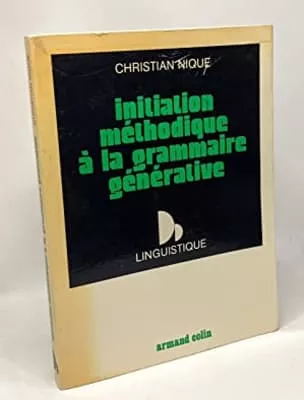 CHRISTIAN NIQUE
initiation
méthodique
à la grammaire
générative
LINGUISTIQUE
armand colin